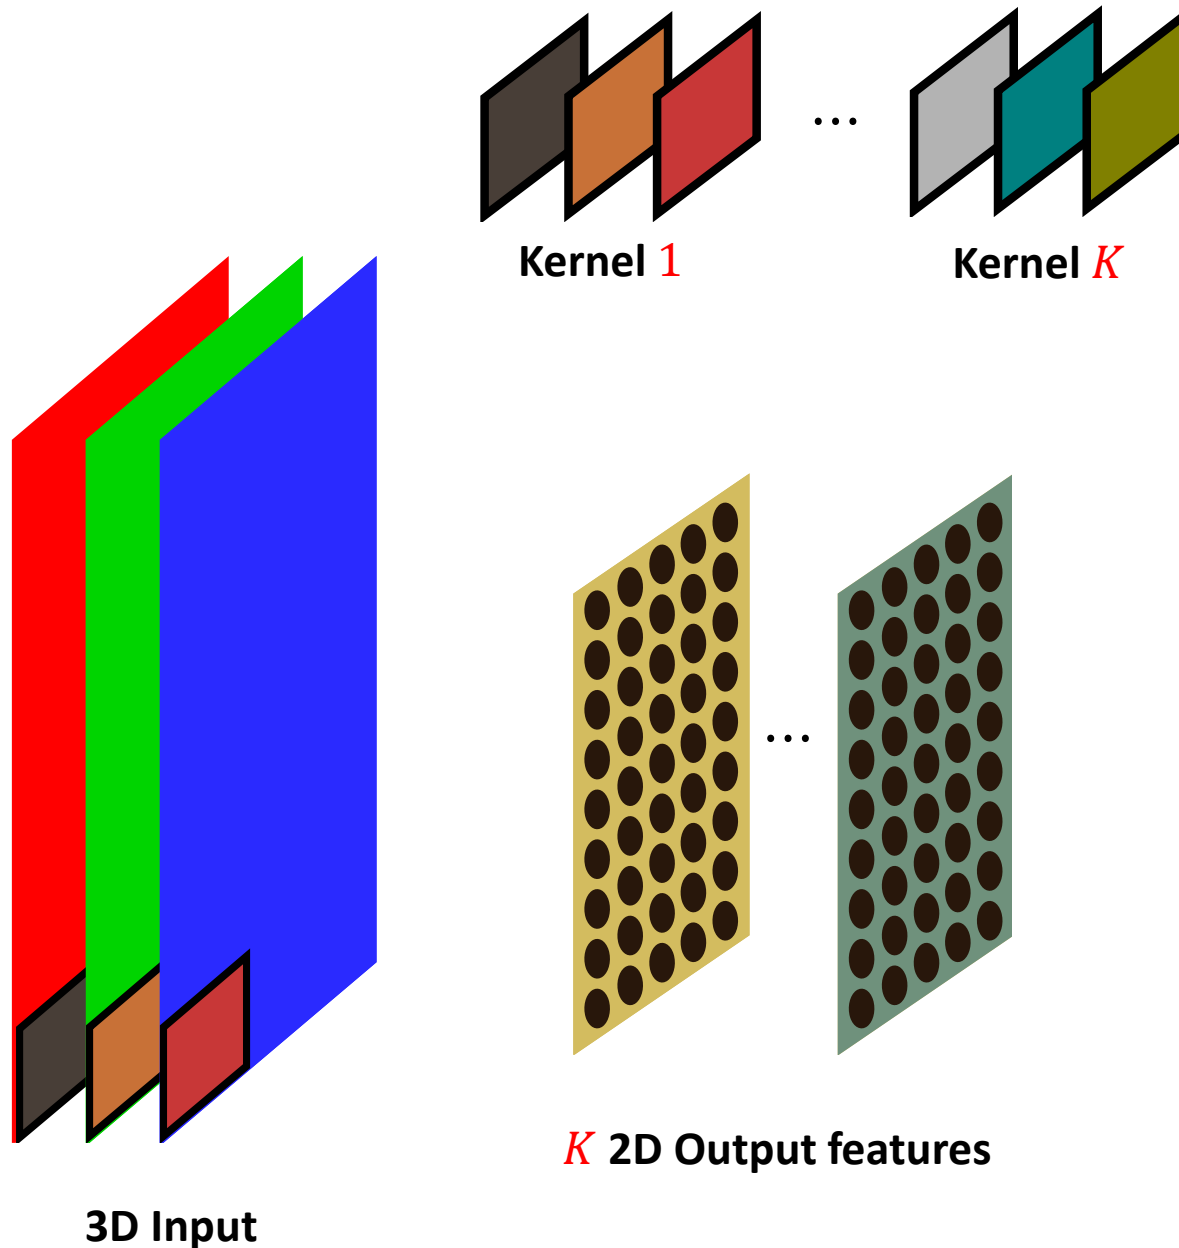 ...
Kernel 1
Kernel K
...
K 2D Output features
3D Input